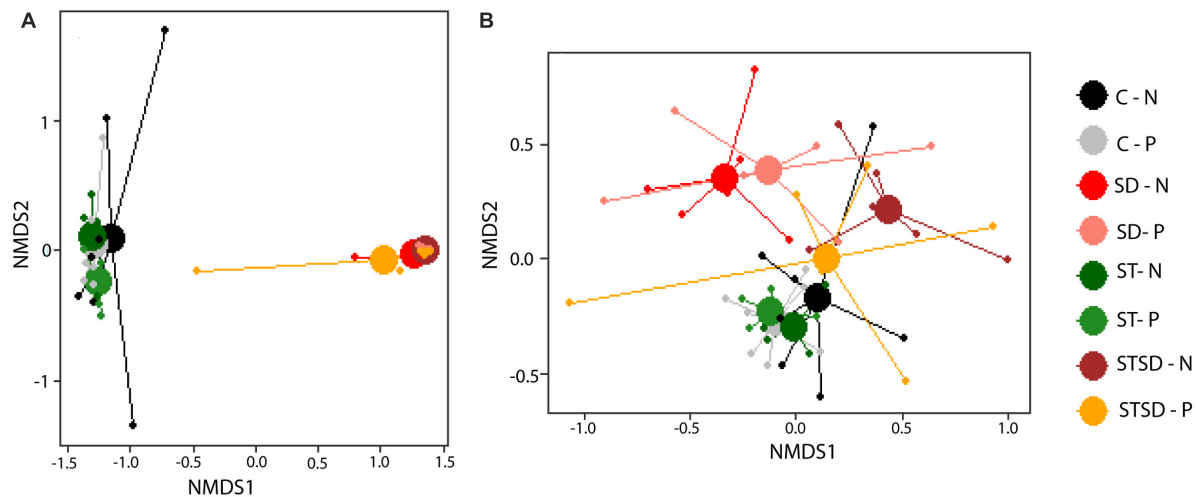 A
B
1
0
-1
NMDS2
-1.5
-1.0
-0.5
0.0
0.5
1.0
1.5
NMDS1
0.5
0.0
-0.5
NMDS2
-1.0
-0.5
0.0
0.5
1.0
NMDS1
C - N
C - P
SD - N
SD- P
ST- N
ST- P
STSD - N
STSD - P